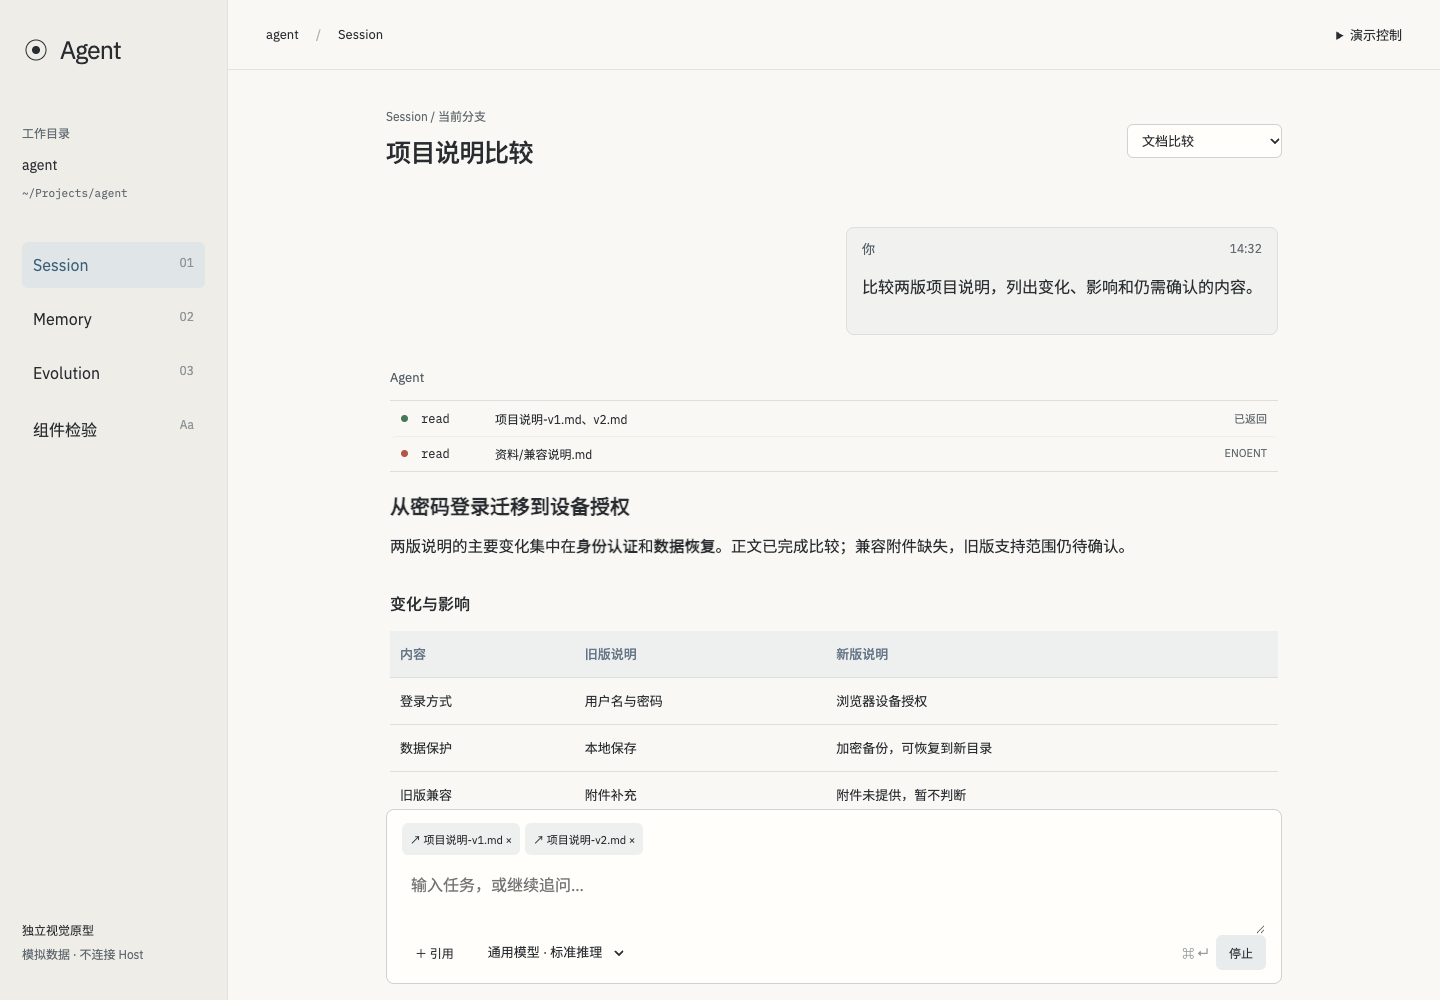 Agent
工作目录
agent
~/Projects/agent
Session 01
Memory 02
Evolution 03
组件检验 Aa
独立视觉原型
模拟数据 · 不连接 Host
agent / Session
▶ 演示控制
Session / 当前分支
项目说明比较
文档比较
你 14:32
比较两版项目说明，列出变化、影响和仍需确认的内容。
Agent
read 项目说明-v1.md、v2.md 已返回
read 资料/兼容说明.md ENOENT
从密码登录迁移到设备授权
两版说明的主要变化集中在身份认证和数据恢复。正文已完成比较；兼容附件缺失，旧版支持范围仍待确认。
变化与影响
内容 旧版说明 新版说明
登录方式 用户名与密码 浏览器设备授权
数据保护 本地保存 加密备份，可恢复到新目录
旧版兼容 附件补充 附件未提供，暂不判断
↗ 项目说明-v1.md × ↗ 项目说明-v2.md ×
输入任务，或继续追问…
＋ 引用 通用模型 · 标准推理 ⌘↵ 停止